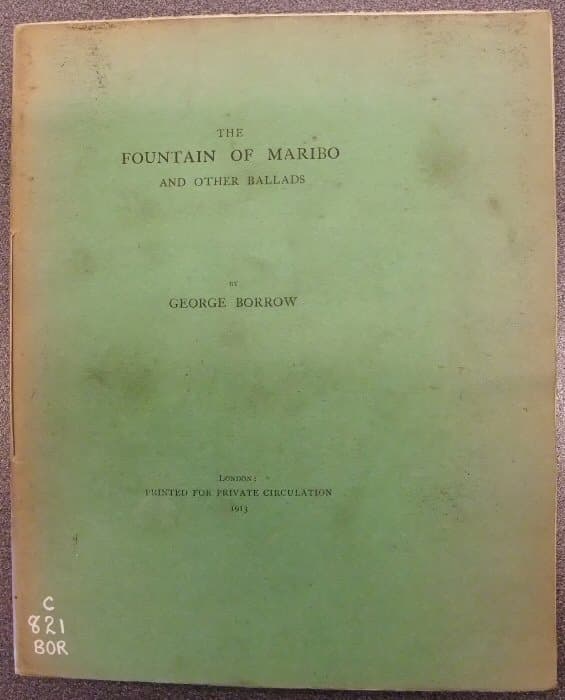 THE
FOUNTAIN OF MARIBO
AND OTHER BALLADS
BY
GEORGE BORROW
LONDON:
PRINTED FOR PRIVATE CIRCULATION
1913
C
821
BOR